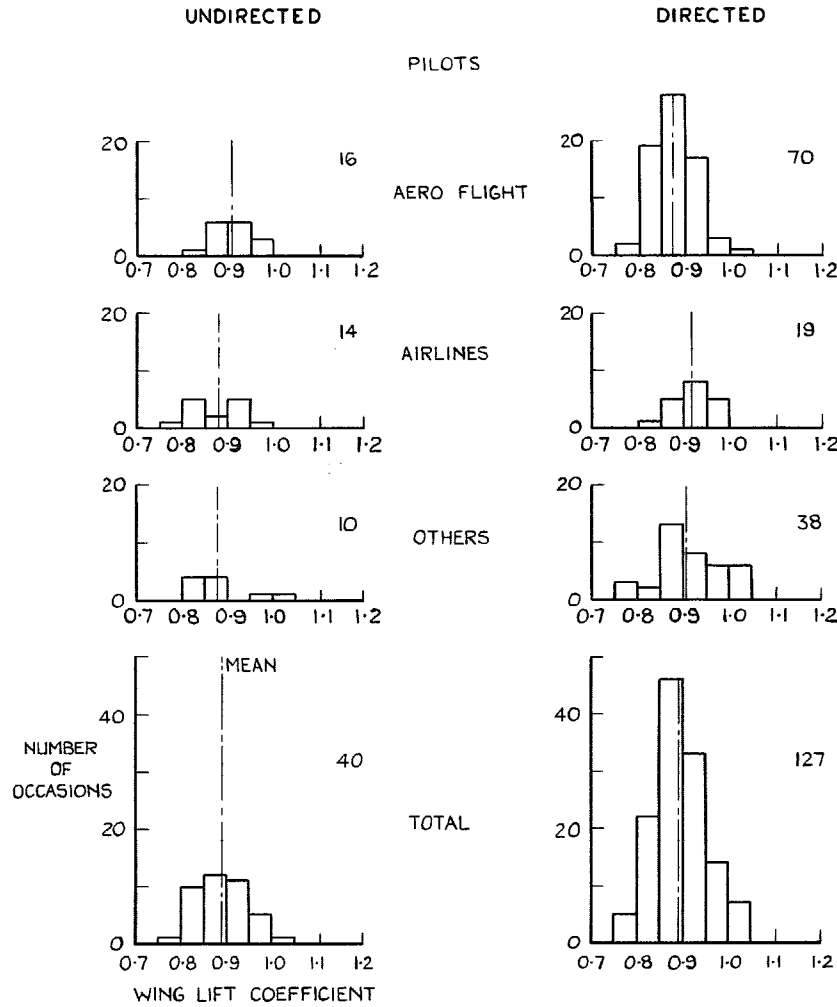 UNDIRECTED
DIRECTED
PILOTS
20
0
16
0·7 0·8 0·9 1·0 1·1 1·2
AERO FLIGHT
20
0
70
0·7 0·8 0·9 1·0 1·1 1·2
20
0
14
0·7 0·8 0·9 1·0 1·1 1·2
AIRLINES
20
0
19
0·7 0·8 0·9 1·0 1·1 1·2
20
0
10
0·7 0·8 0·9 1·0 1·1 1·2
OTHERS
20
0
38
0·7 0·8 0·9 1·0 1·1 1·2
MEAN
40
20
0
NUMBER
OF
OCCASIONS
40
0·7 0·8 0·9 1·0 1·1 1·2
WING LIFT COEFFICIENT
TOTAL
40
20
0
127
0·7 0·8 0·9 1·0 1·1 1·2